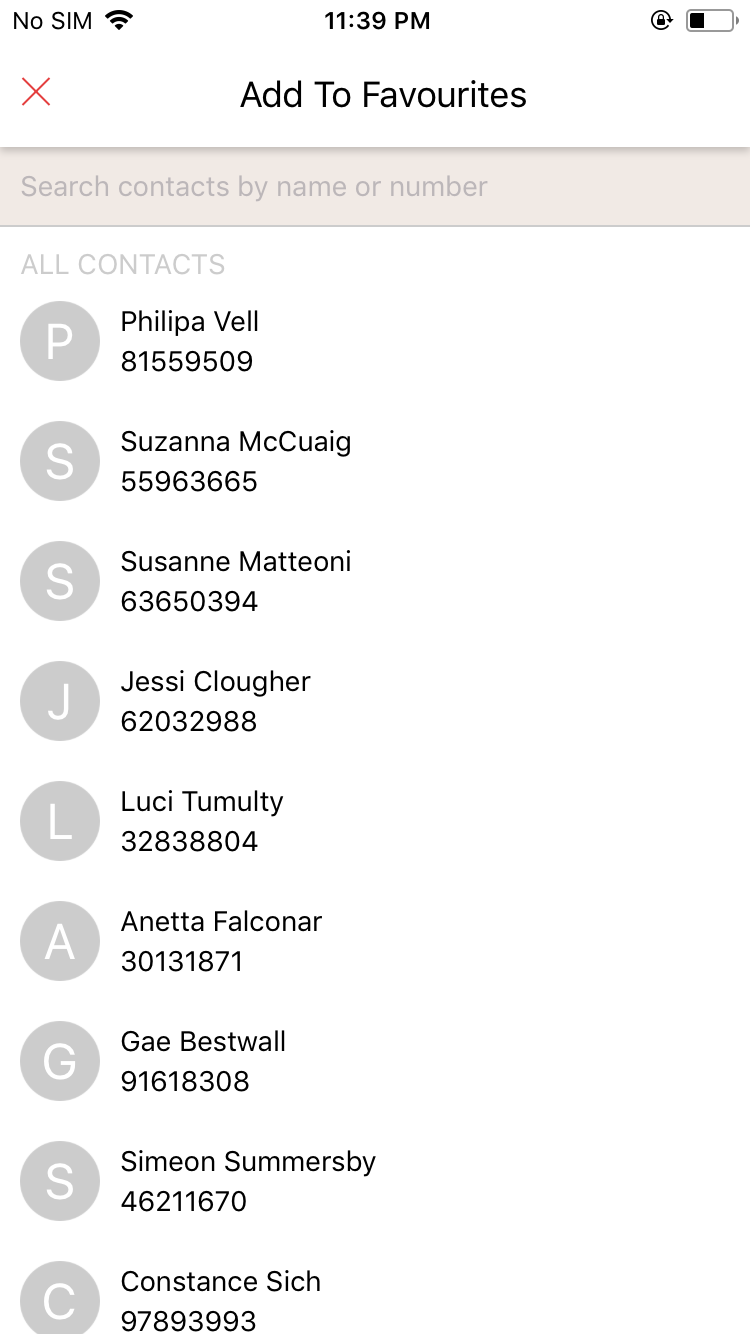 No SIM 11:39 PM
Add To Favourites
Search contacts by name or number
ALL CONTACTS
P
Philipa Vell
81559509
S
Suzanna McCuaig
55963665
S
Susanne Matteoni
63650394
J
Jessi Clougher
62032988
L
Luci Tumulty
32838804
A
Anetta Falconar
30131871
G
Gae Bestwall
91618308
S
Simeon Summersby
46211670
C
Constance Sich
97893993